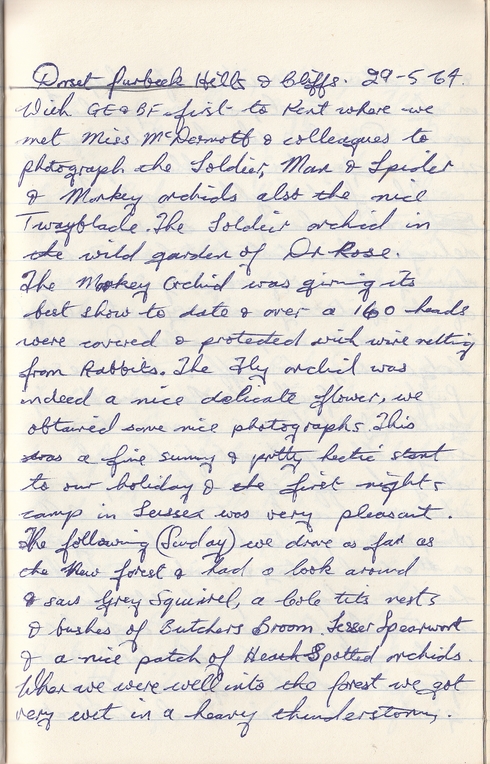 Dorset Purbeck Hills & Cliffs. 29-5-64.
With GE & BF first to Kent where we
met Miss McDermott & colleagues to
photograph the Soldier, Man & Spider
& Monkey orchids also the nice
Twayblade. The Soldier orchid in
the wild garden of Dr Rose.
The Mokey Orchid was giving its
best show to date & over a 160 heads
were covered & protected with wire netting
from Rabbits. The Fly orchid was
indeed a nice delicate flower, we
obtained some nice photographs. This
was a fine sunny & pretty hectic start
to our holiday & the first nights
camp in Sussex was very pleasant.
The following (Sunday) we drove as far as
the New forest & had a look around
& saw Grey Squirrel, a Cole tits nests
& bushes of Butchers Broom. Lesser Spearwort
& a nice patch of Heath Spotted orchids.
When we were well into the forest we got
very wet in a heavy thunderstorm.